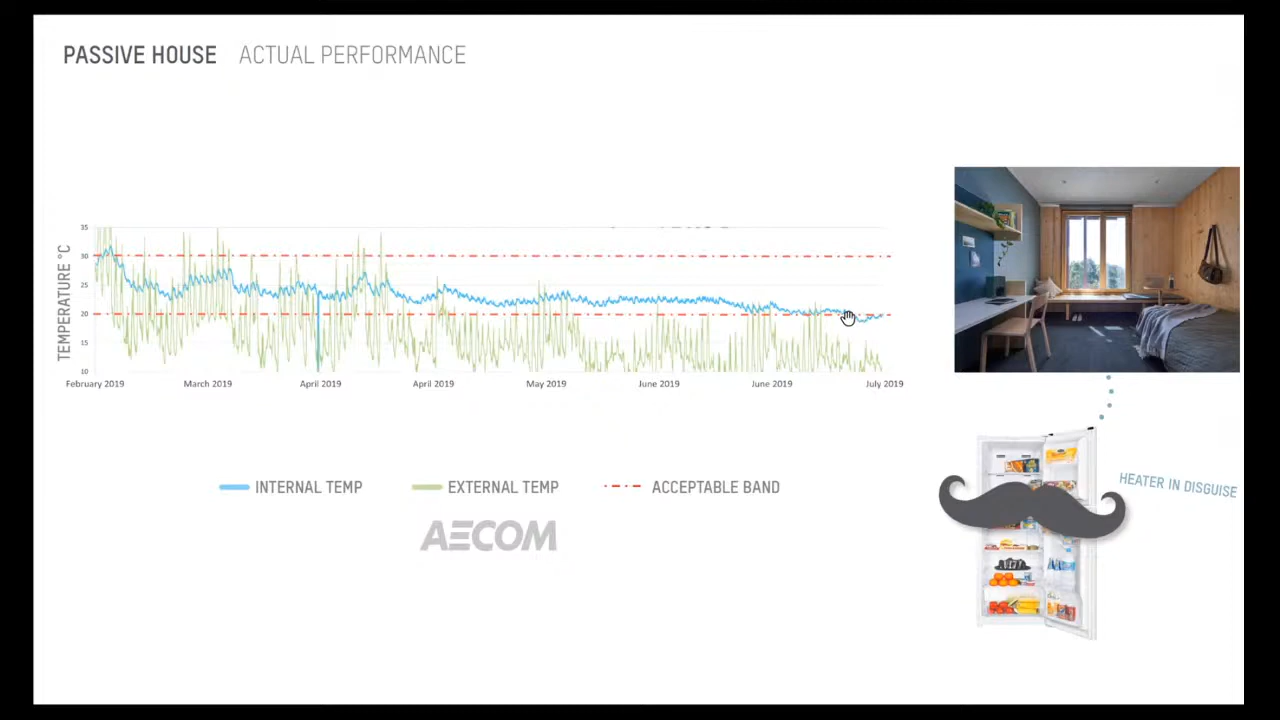 PASSIVE HOUSE ACTUAL PERFORMANCE
TEMPERATURE °C
35
30
25
20
15
10
February 2019 March 2019 April 2019 April 2019 May 2019 June 2019 June 2019 July 2019
INTERNAL TEMP EXTERNAL TEMP ACCEPTABLE BAND
AECOM
HEATER IN DISGUISE